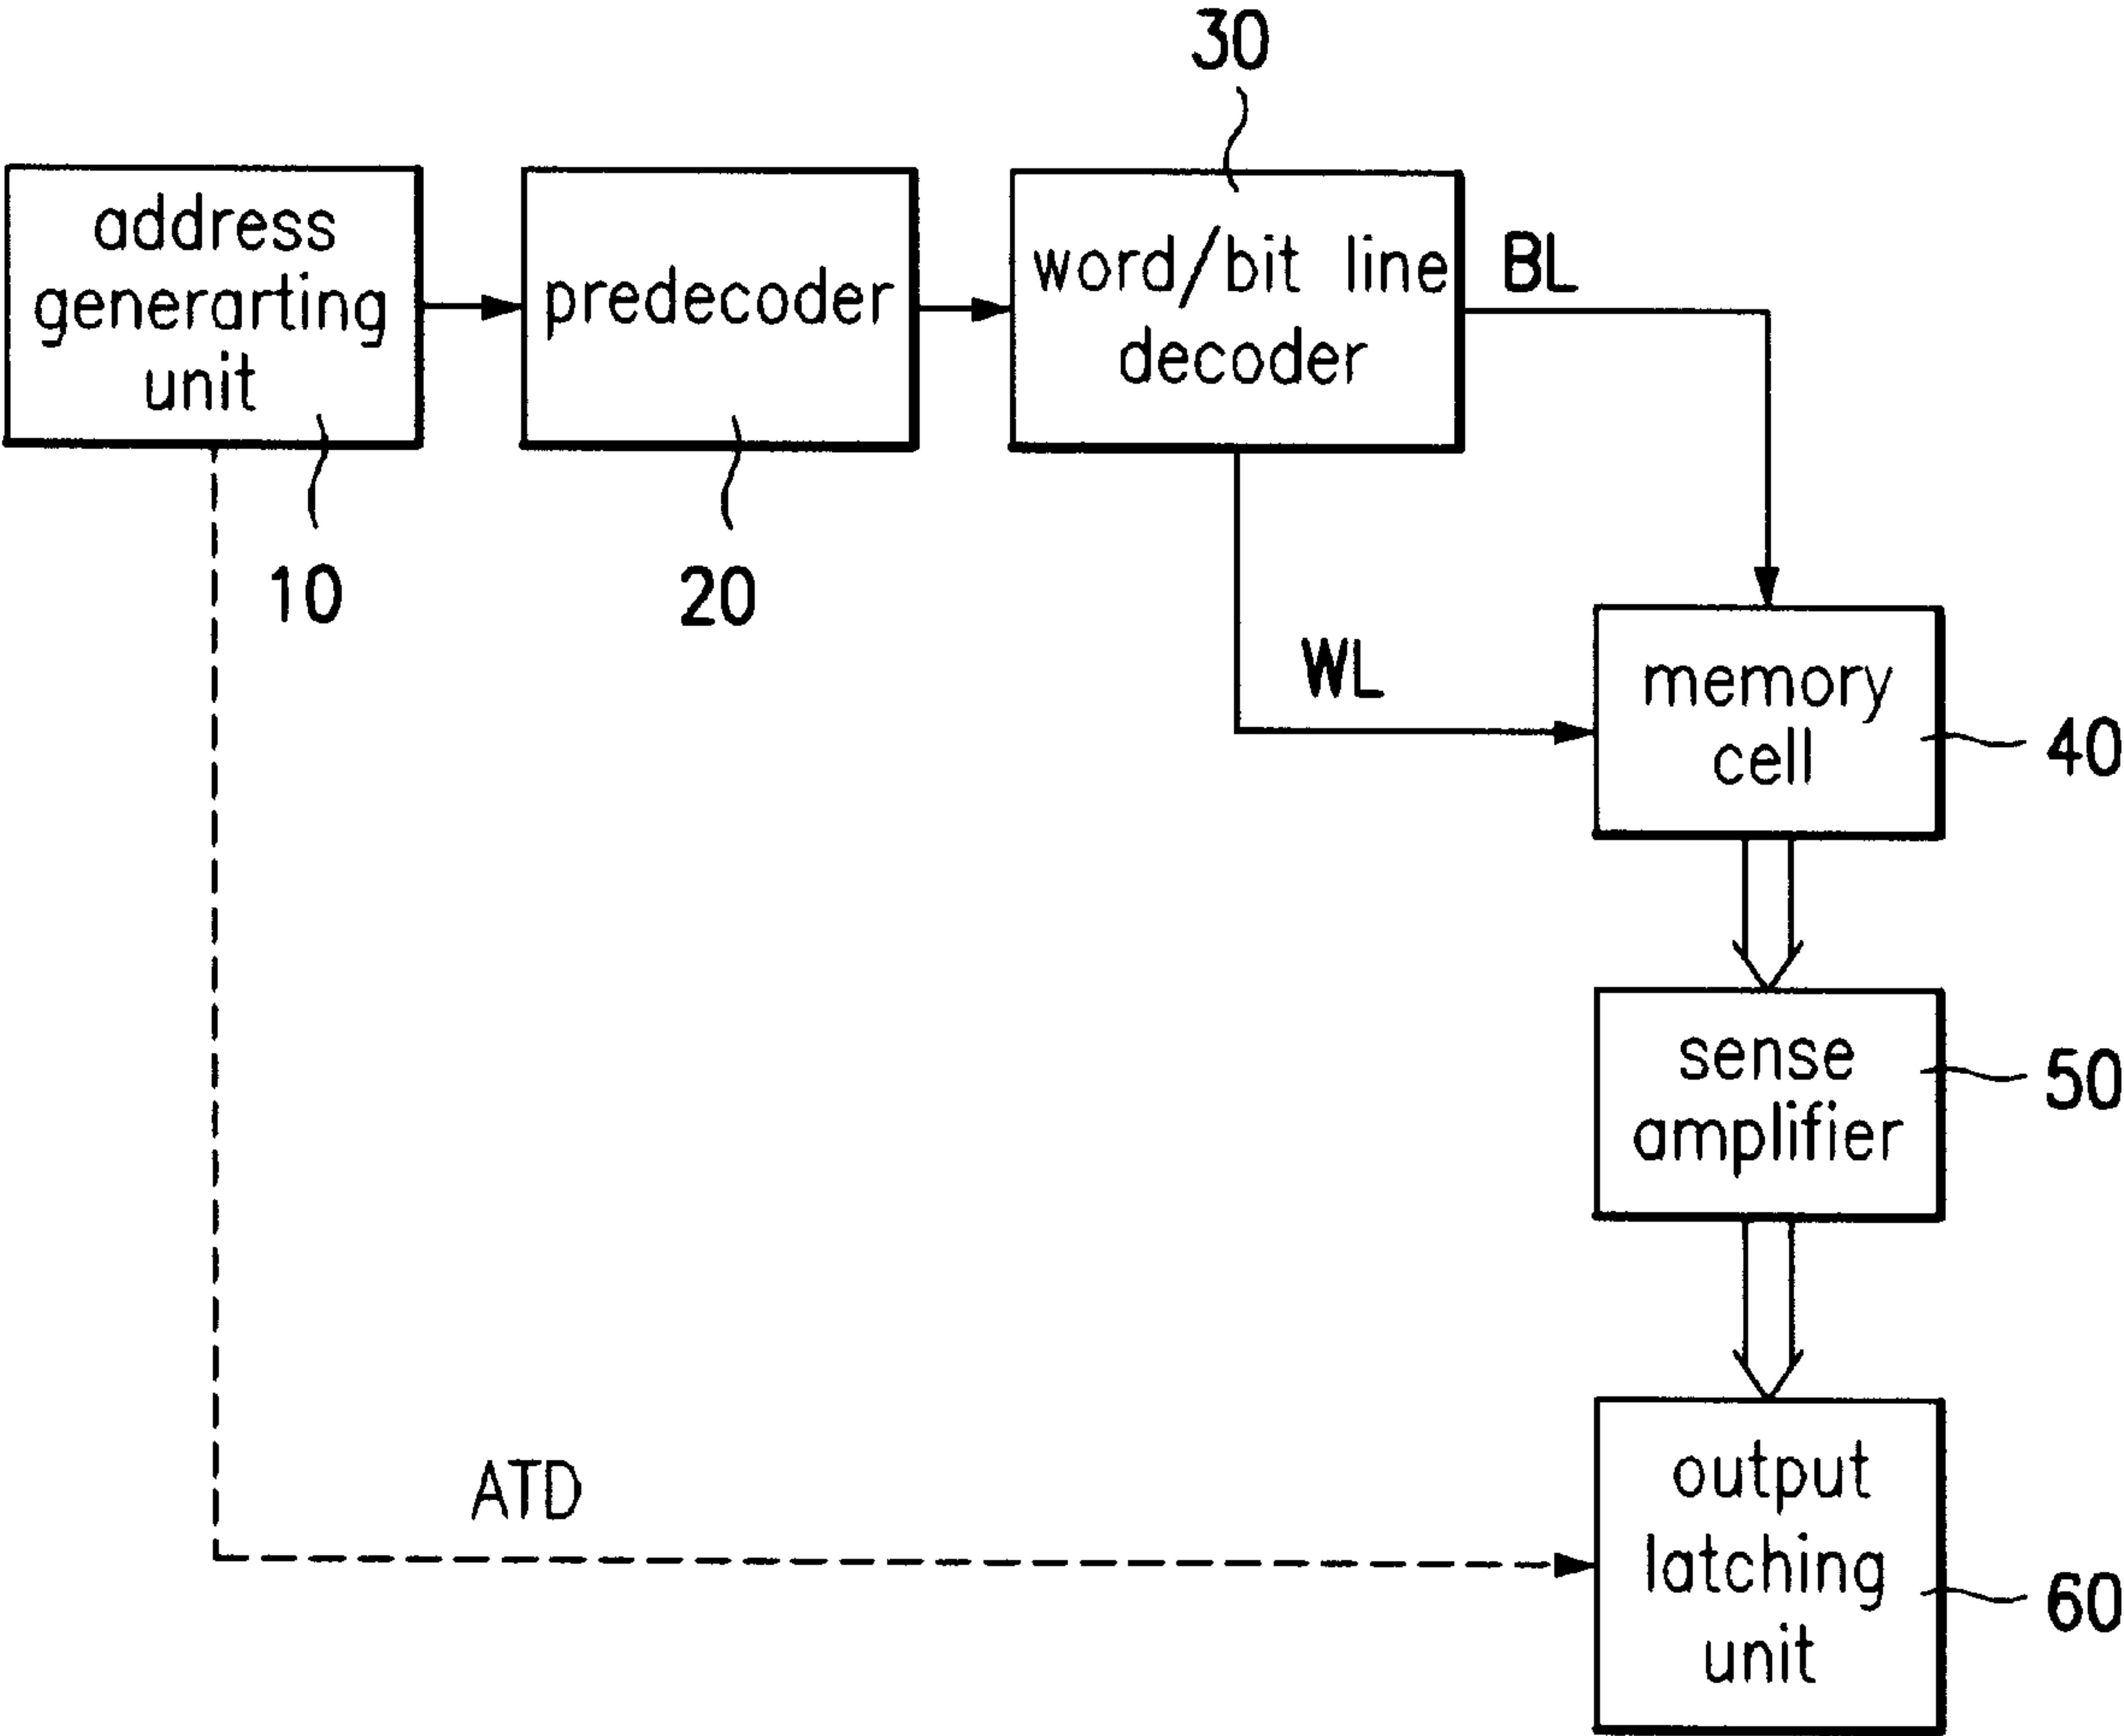 30
address
generarting
unit
predecoder
word/bit line
decoder
BL
10
20
WL
memory
cell
40
sense
amplifier
50
ATD
output
latching
unit
60